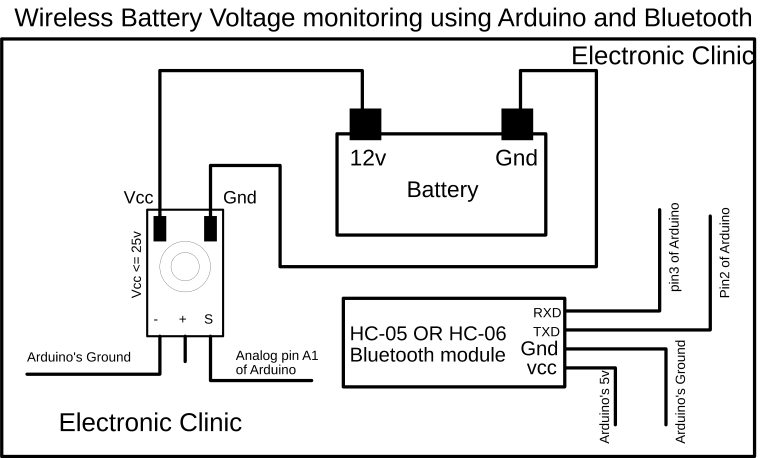 Wireless Battery Voltage monitoring using Arduino and Bluetooth
Electronic Clinic
12v
Gnd
Battery
Vcc
Gnd
Vcc <= 25v
-
+
S
Arduino's Ground
Analog pin A1
of Arduino
Electronic Clinic
HC-05 OR HC-06
Bluetooth module
RXD
TXD
Gnd
vcc
pin3 of Arduino
Pin2 of Arduino
Arduino's 5v
Arduino's Ground